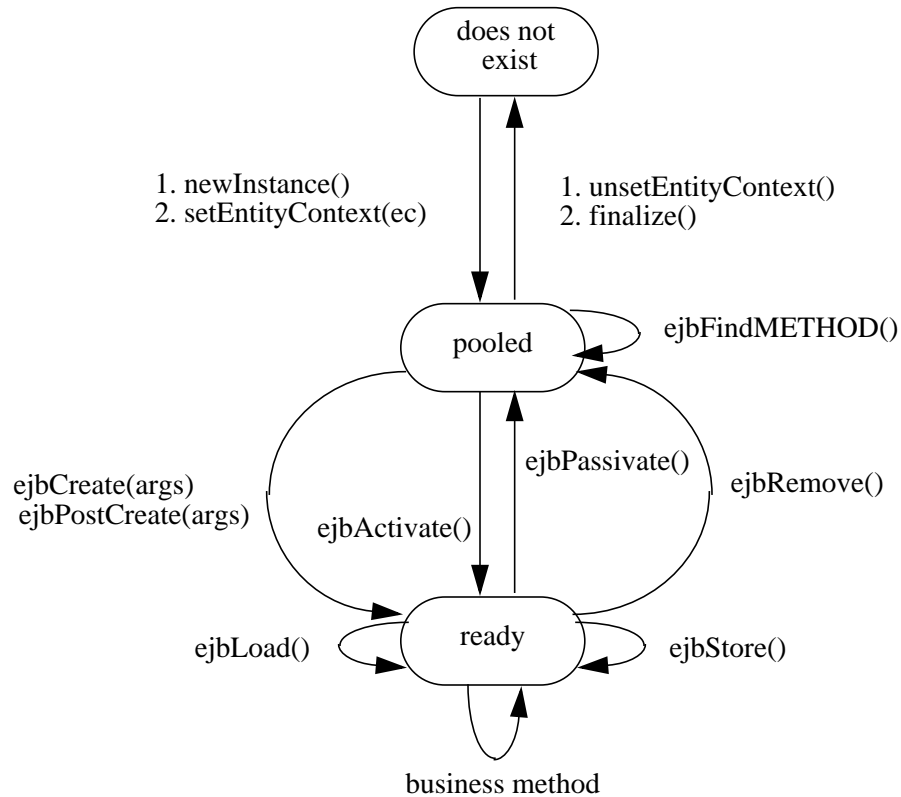 does not
exist
1. newInstance()
2. setEntityContext(ec)
1. unsetEntityContext()
2. finalize()
pooled
ejbFindMETHOD()
ejbCreate(args)
ejbPostCreate(args)
ejbActivate()
ejbPassivate()
ejbRemove()
ready
ejbLoad()
ejbStore()
business method